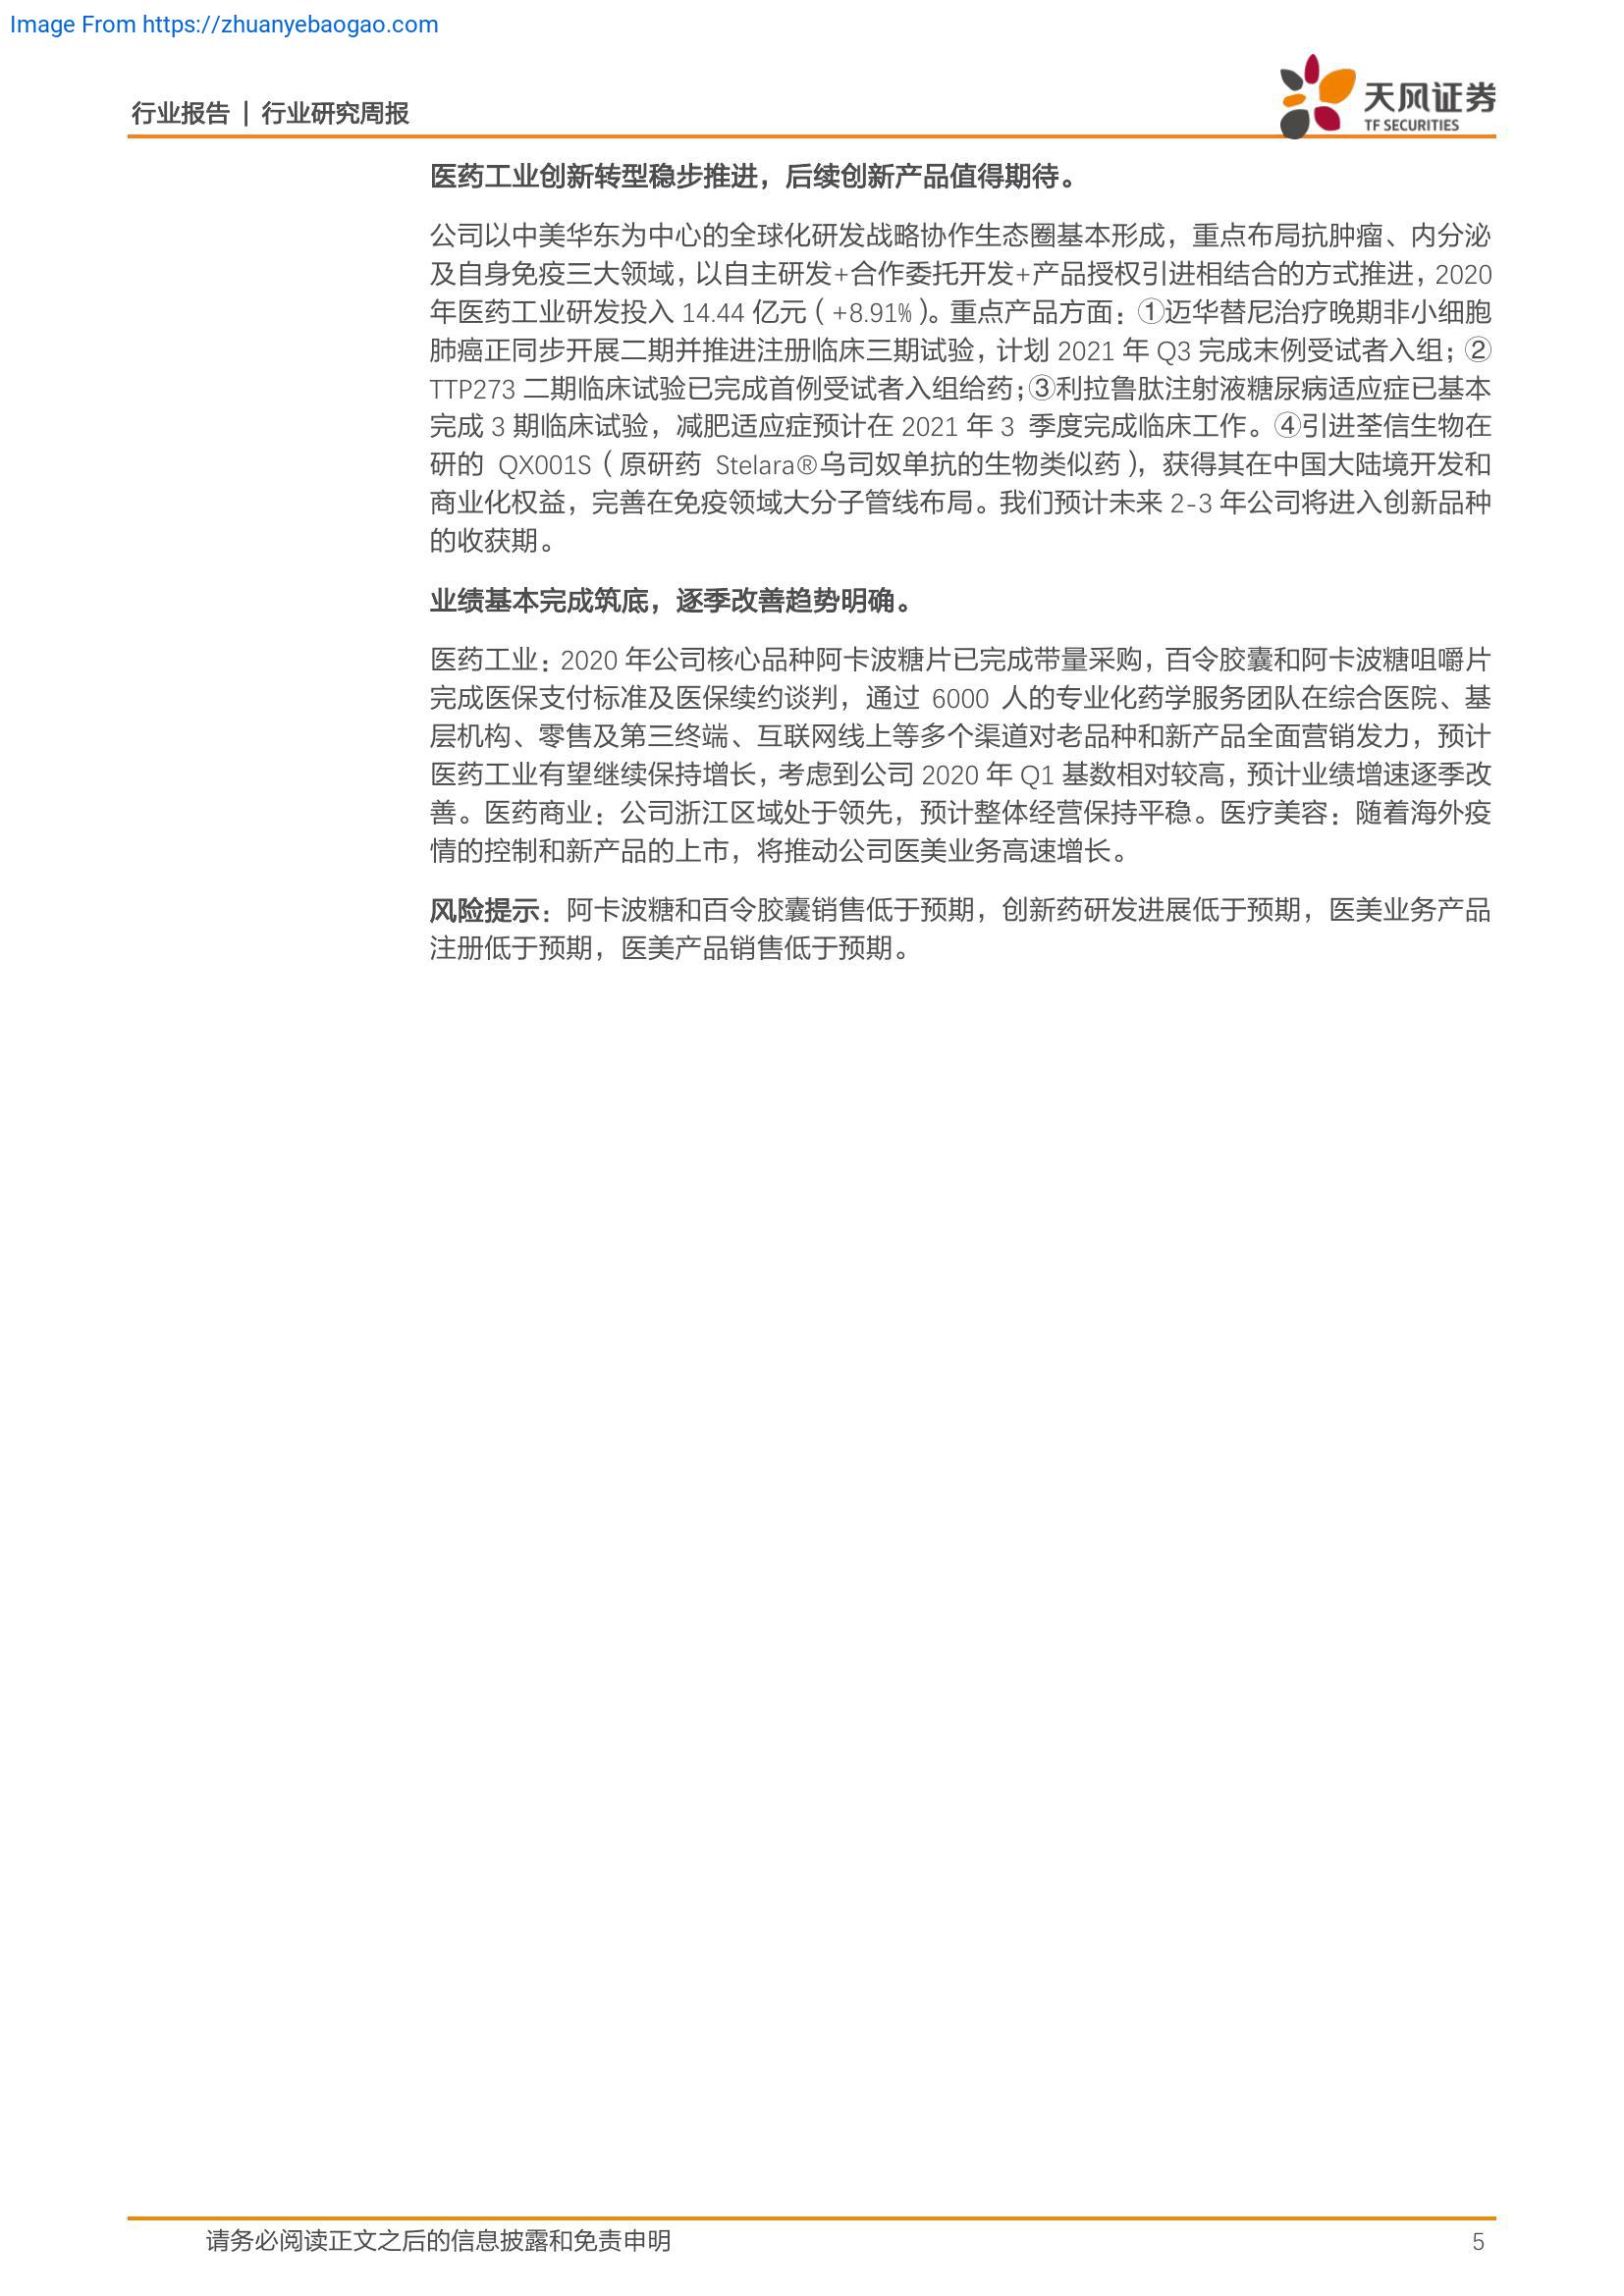 Image From https://zhuanyebaogao.com
行业报告 | 行业研究周报
天风证券
TF SECURITIES
医药工业创新转型稳步推进，后续创新产品值得期待。
公司以中美华东为中心的全球化研发战略协作生态圈基本形成，重点布局抗肿瘤、内分泌
及自身免疫三大领域，以自主研发+合作委托开发+产品授权引进相结合的方式推进，2020
年医药工业研发投入 14.44 亿元（+8.91%）。重点产品方面：①迈华替尼治疗晚期非小细胞
肺癌正同步开展二期并推进注册临床三期试验，计划 2021 年 Q3 完成末例受试者入组；②
TTP273 二期临床试验已完成首例受试者入组给药；③利拉鲁肽注射液糖尿病适应症已基本
完成 3 期临床试验，减肥适应症预计在 2021 年 3 季度完成临床工作。④引进荃信生物在
研的 QX001S（原研药 Stelara®乌司奴单抗的生物类似药），获得其在中国大陆境开发和
商业化权益，完善在免疫领域大分子管线布局。我们预计未来 2-3 年公司将进入创新品种
的收获期。
业绩基本完成筑底，逐季改善趋势明确。
医药工业：2020 年公司核心品种阿卡波糖片已完成带量采购，百令胶囊和阿卡波糖咀嚼片
完成医保支付标准及医保续约谈判，通过 6000 人的专业化药学服务团队在综合医院、基
层机构、零售及第三终端、互联网线上等多个渠道对老品种和新产品全面营销发力，预计
医药工业有望继续保持增长，考虑到公司 2020 年 Q1 基数相对较高，预计业绩增速逐季改
善。医药商业：公司浙江区域处于领先，预计整体经营保持平稳。医疗美容：随着海外疫
情的控制和新产品的上市，将推动公司医美业务高速增长。
风险提示：阿卡波糖和百令胶囊销售低于预期，创新药研发进展低于预期，医美业务产品
注册低于预期，医美产品销售低于预期。
请务必阅读正文之后的信息披露和免责申明
5